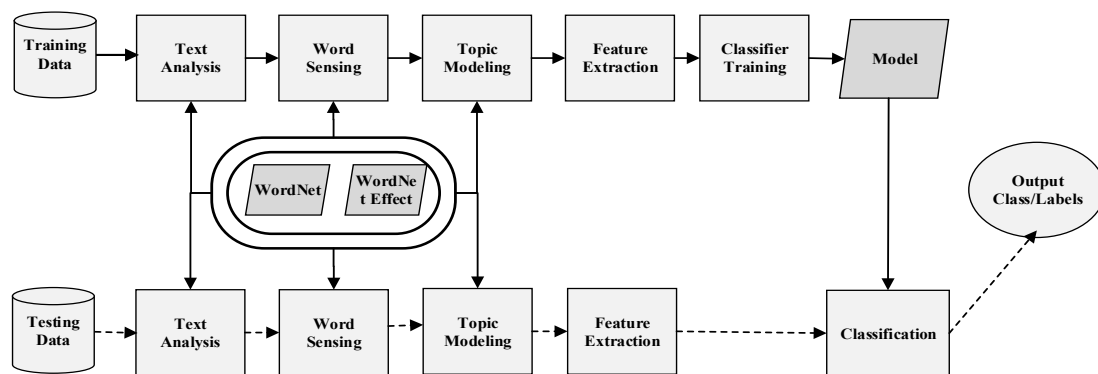 Training
Data
Text
Analysis
Word
Sensing
Topic
Modeling
Feature
Extraction
Classifier
Training
Model
WordNet
WordNe
t Effect
Output
Class/Labels
Testing
Data
Text
Analysis
Word
Sensing
Topic
Modeling
Feature
Extraction
Classification